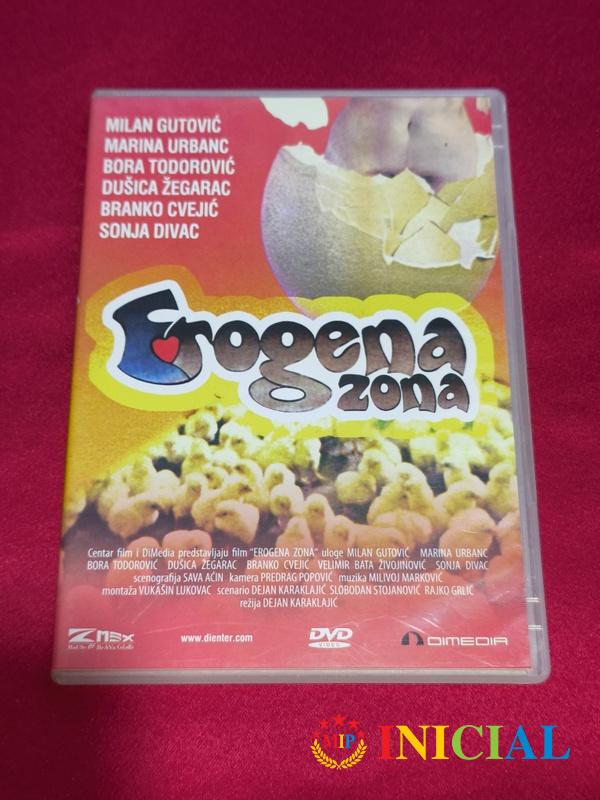 MILAN GUTOVIĆ
MARINA URBANC
BORA TODOROVIĆ
DUŠICA ŽEGARAC
BRANKO CVEJIĆ
SONJA DIVAC
Erogena
zona
Centar film i DiMedia predstavljaju film "EROGENA ZONA" uloge MILAN GUTOVIĆ MARINA URBANC
BORA TODOROVIĆ DUŠICA ŽEGARAC BRANKO CVEJIĆ VELIMIR BATA ŽIVOJINOVIĆ SONJA DIVAC
scenografija SAVA AĆIN kamera PREDRAG POPOVIĆ muzika MILIVOJ MARKOVIĆ
montaža VUKAŠIN LUKOVAC scenario DEJAN KARAKLAJIĆ SLOBODAN STOJANOVIĆ RAJKO GRLIĆ
režija DEJAN KARAKLAJIĆ
www.dienter.com
DVD
VIDEO
DIMEDIA
MIP
INICIAL